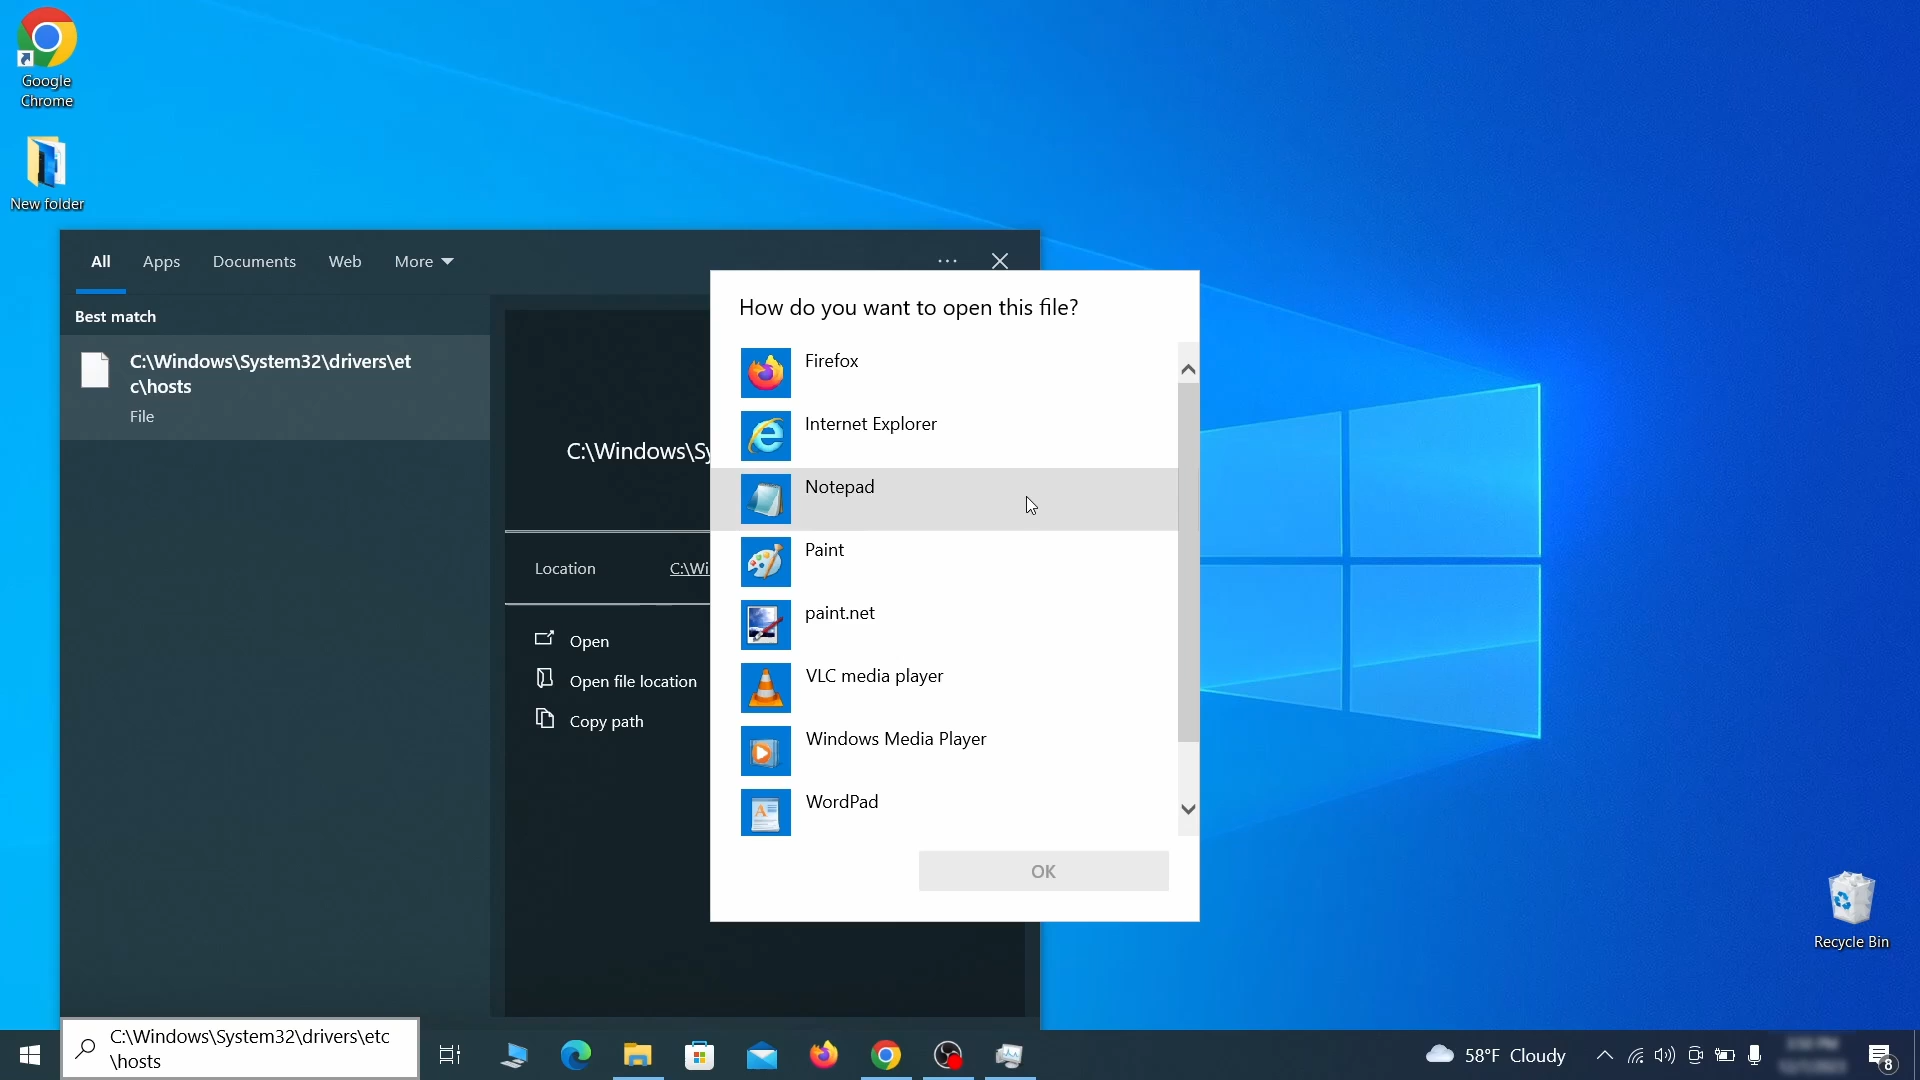 Google
Chrome
New folder
All
Apps
Documents
Web
More
Best match
C:\Windows\System32\drivers\et
c\hosts
File
C:\Windows\Sy
Location
C:\Wi
Open
Open file location
Copy path
How do you want to open this file?
Firefox
Internet Explorer
Notepad
Paint
paint.net
VLC media player
Windows Media Player
WordPad
OK
Recycle Bin
C:\Windows\System32\drivers\etc
\hosts
58°F Cloudy
8